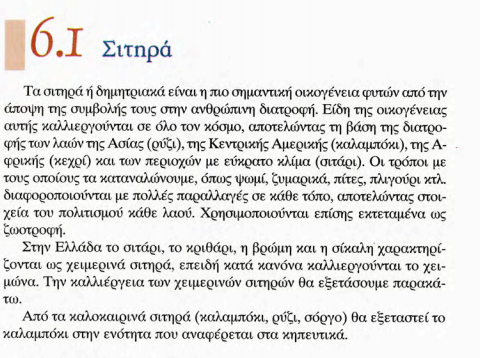 6.1 Σιτηρά
Τα σιτηρά ή δημητριακά είναι η πιο σημαντική οικογένεια φυτών από την
άποψη της συμβολής τους στην ανθρώπινη διατροφή. Είδη της οικογένειας
αυτής καλλιεργούνται σε όλο τον κόσμο, αποτελώντας τη βάση της διατρο-
φής των λαών της Ασίας (ρύζι), της Κεντρικής Αμερικής (καλαμπόκι), της Α-
φρικής (κεχρί) και των περιοχών με εύκρατο κλίμα (σιτάρι). Οι τρόποι με
τους οποίους τα καταναλώνουμε, όπως ψωμί, ζυμαρικά, πίτες, πλιγούρι κτλ.
διαφοροποιούνται με πολλές παραλλαγές σε κάθε τόπο, αποτελώντας στοι-
χεία του πολιτισμού κάθε λαού. Χρησιμοποιούνται επίσης εκτεταμένα ως
ζωοτροφή.
Στην Ελλάδα το σιτάρι, το κριθάρι, η βρώμη και η σίκαλη χαρακτηρί-
ζονται ως χειμερινά σιτηρά, επειδή κατά κανόνα καλλιεργούνται το χει-
μώνα. Την καλλιέργεια των χειμερινών σιτηρών θα εξετάσουμε παρακά-
τω.
Από τα καλοκαιρινά σιτηρά (καλαμπόκι, ρύζι, σόργο) θα εξεταστεί το
καλαμπόκι στην ενότητα που αναφέρεται στα κηπευτικά.